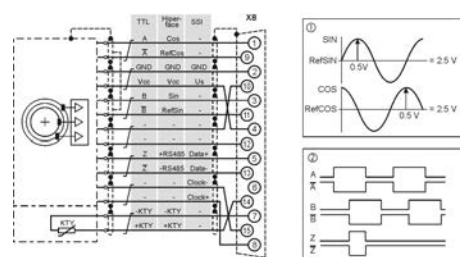 TTL Hiper-face SSI X8
A Cos - 1
A RefCos - 9
GND GND GND 2
Vcc Vcc Us 10
B Sin - 3
B RefSin - 11
- - - 4
- - - 12
Z +RS485 Data+ 5
Z -RS485 Data- 13
- - Clock- 6
- - Clock+ 14
-KTY -KTY - 7
+KTY +KTY - 15
8
KTY
1
SIN
RefSIN
0.5V
= 2.5 V
COS
RefCOS
0.5 V
= 2.5 V
2
A
A
B
B
Z
Z